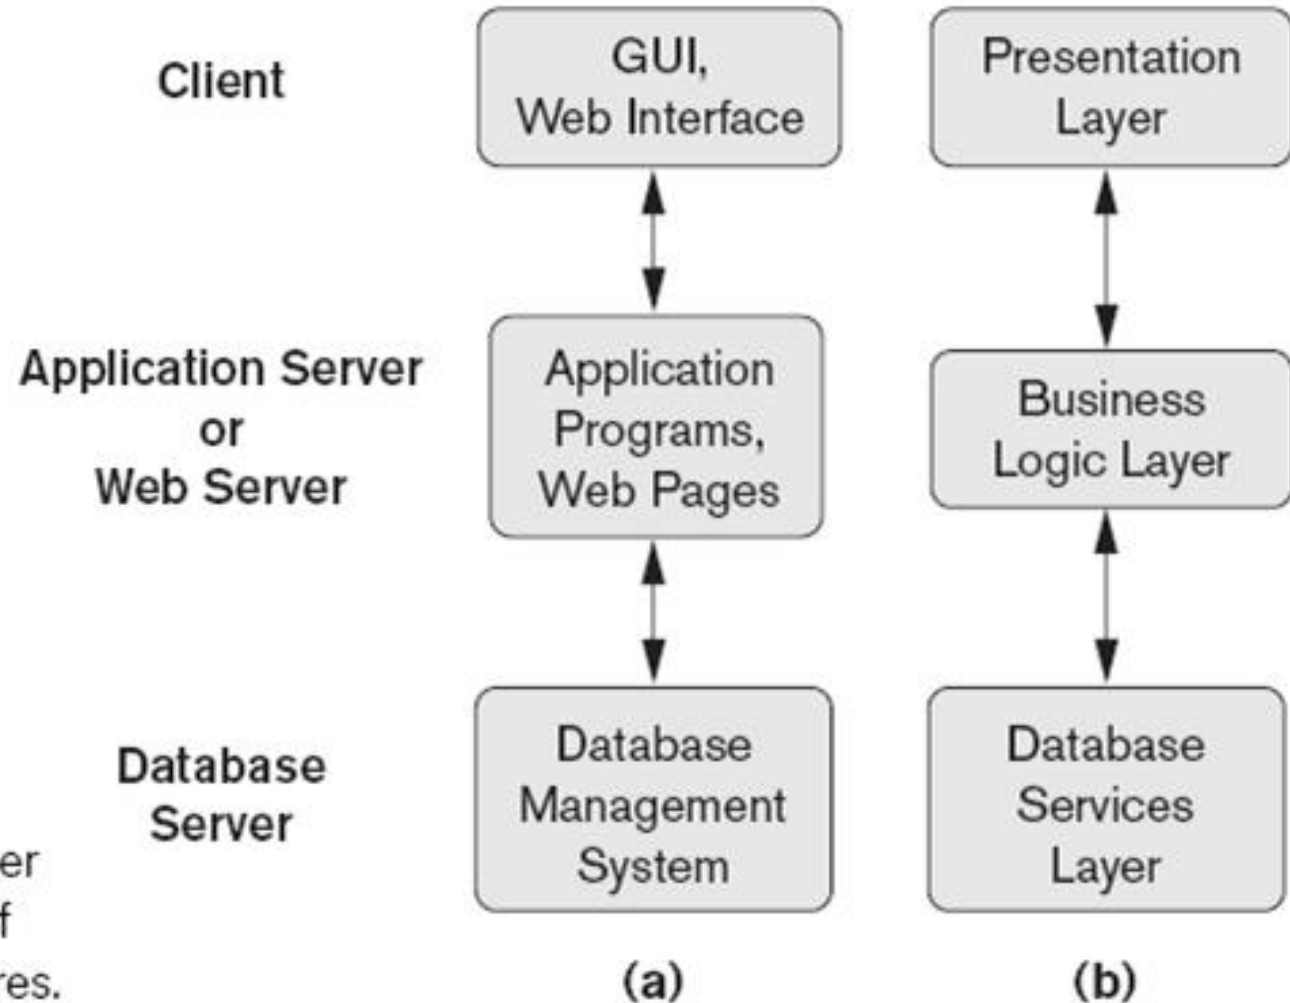 Client
GUI,
Web Interface
Presentation
Layer
Application Server
or
Web Server
Application
Programs,
Web Pages
Business
Logic Layer
Database
Server
Database
Management
System
Database
Services
Layer
er
f
res.
(a)
(b)